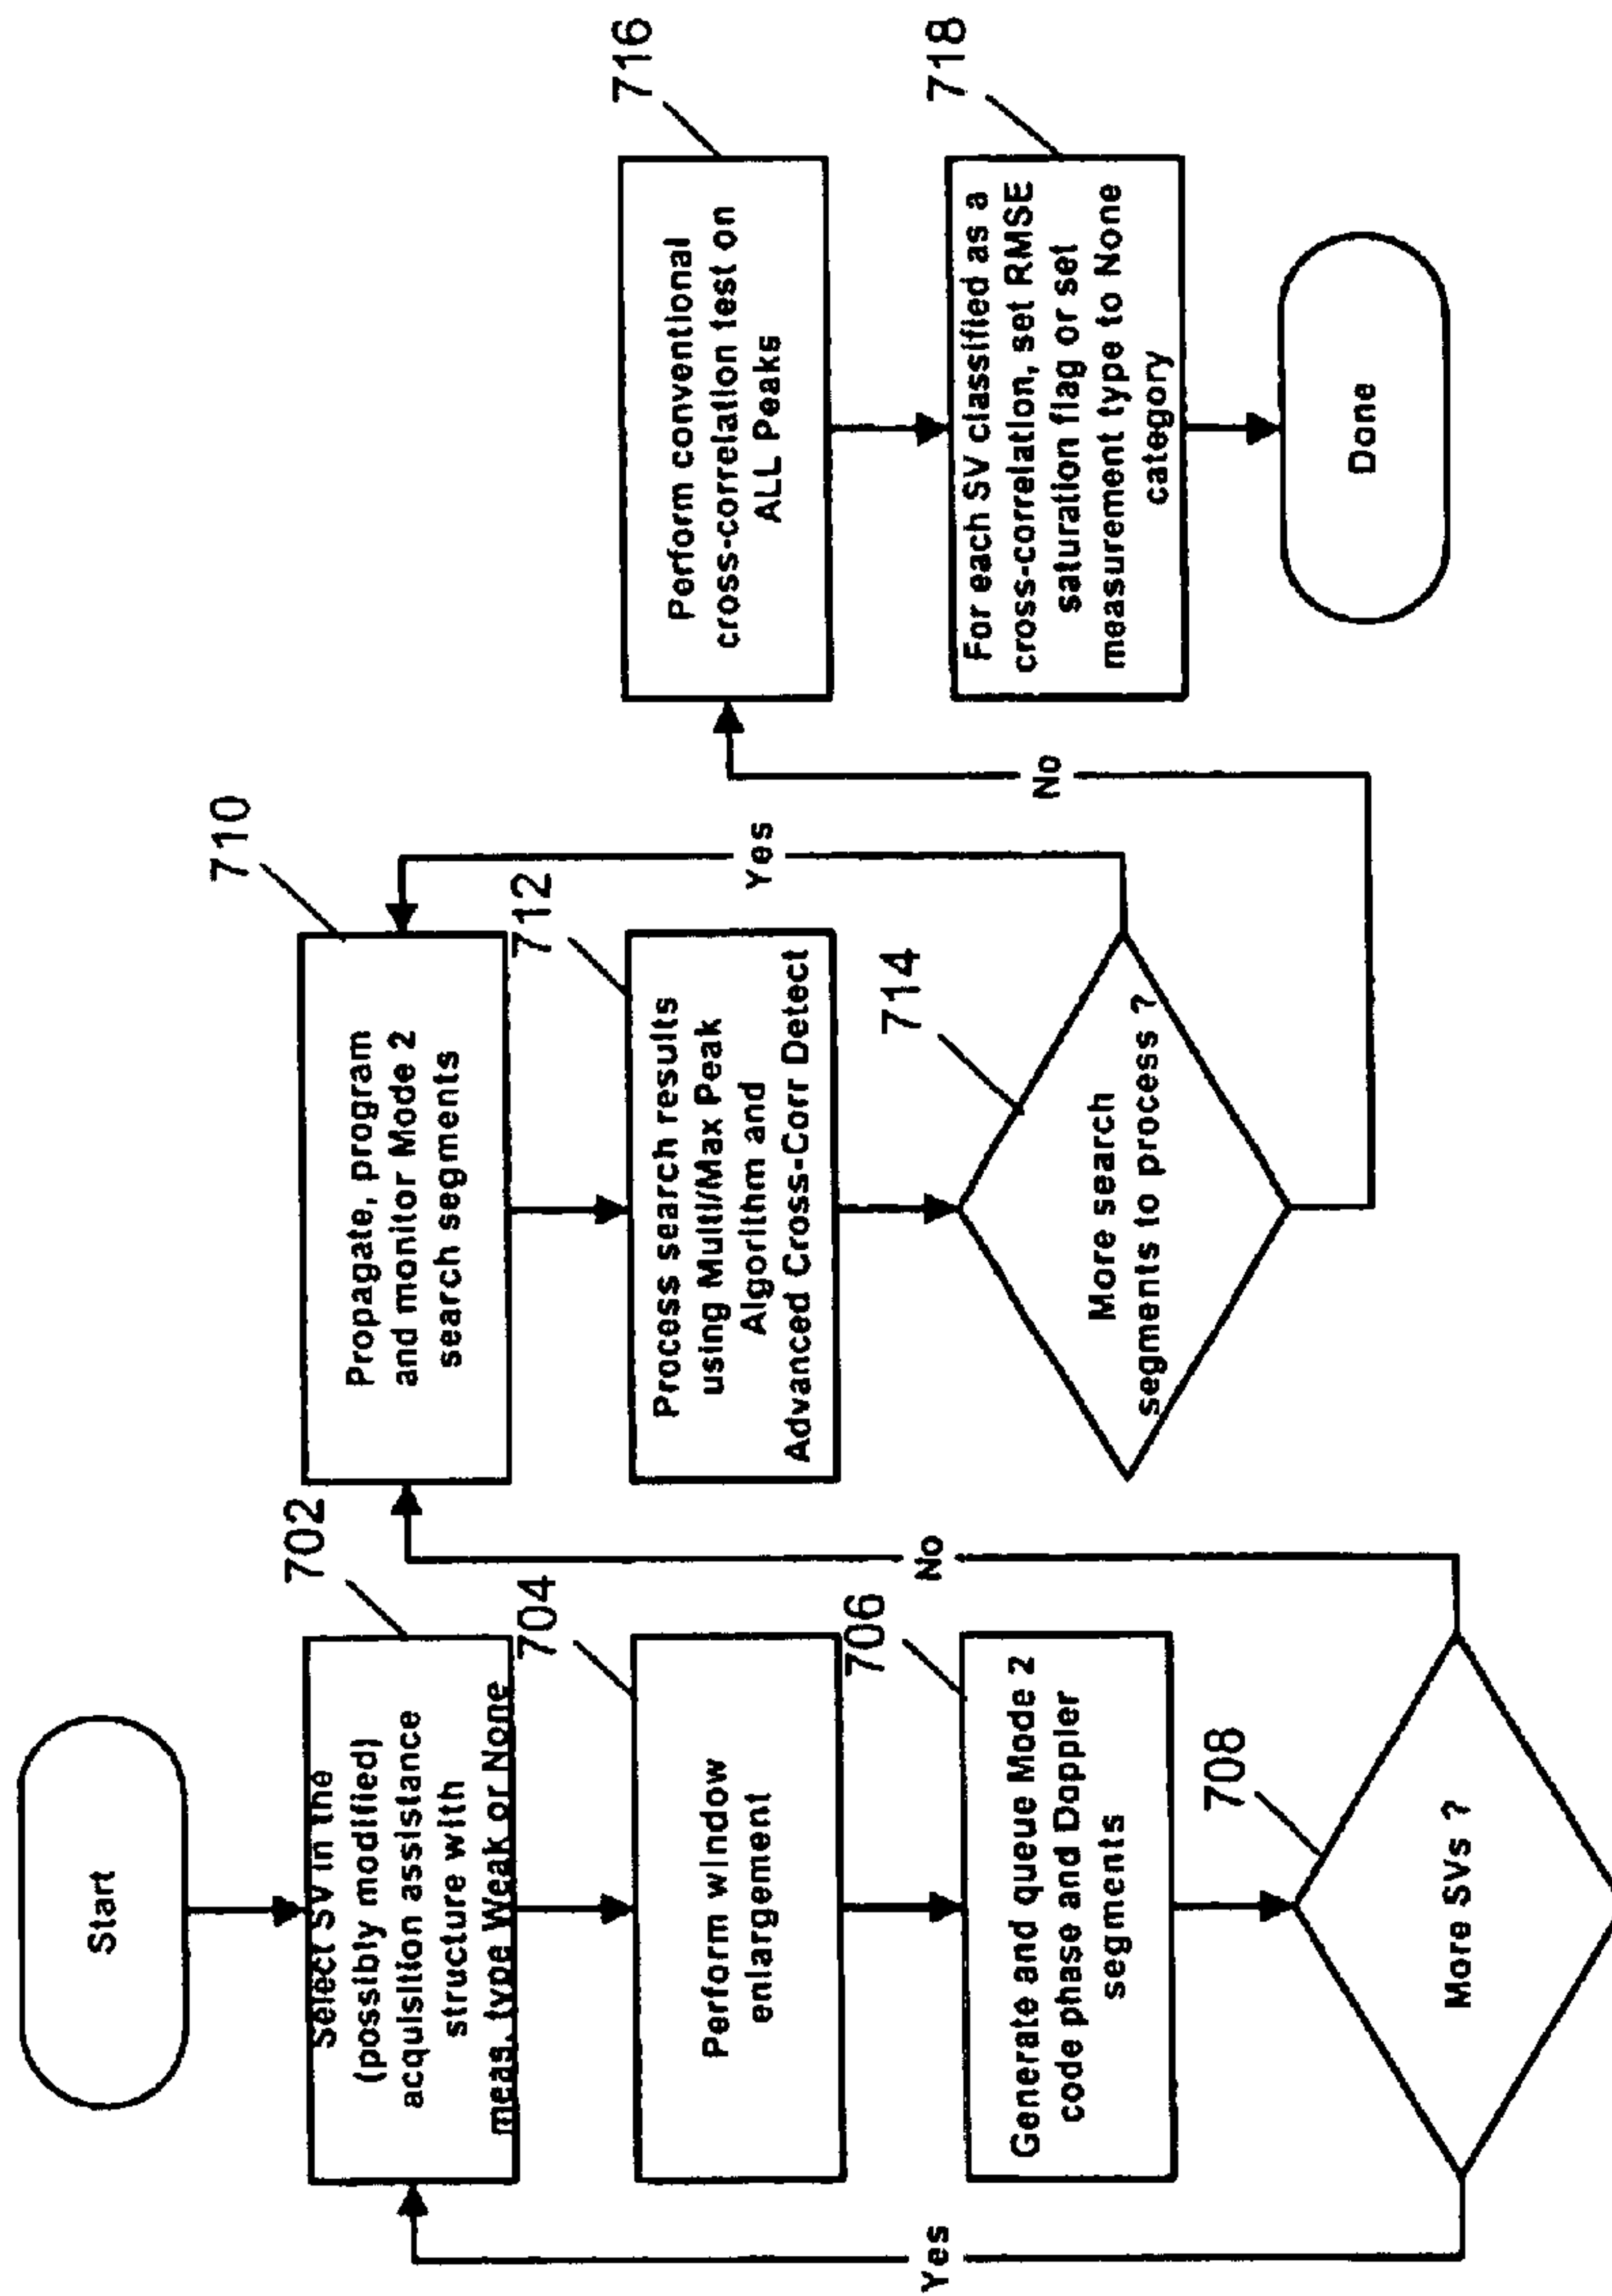 Start
702
Select SV in the
(possibly modified)
acquisition assistance
structure with
meas. type Weak or None
704
Perform window
enlargement
706
Generate and queue Mode 2
code phase and Doppler
segments
708
More SVs ?
Yes
No
710
Propagate, program
and monitor Mode 2
search segments
712
Process search results
using Multi/Max Peak
Algorithm and
Advanced Cross-Corr Detect
714
More search
segments to process ?
Yes
No
716
Perform conventional
cross-correlation test on
ALL Peaks
718
For each SV classified as a
cross-correlation, set RMSE
saturation flag or set
measurement type to None
category
Done